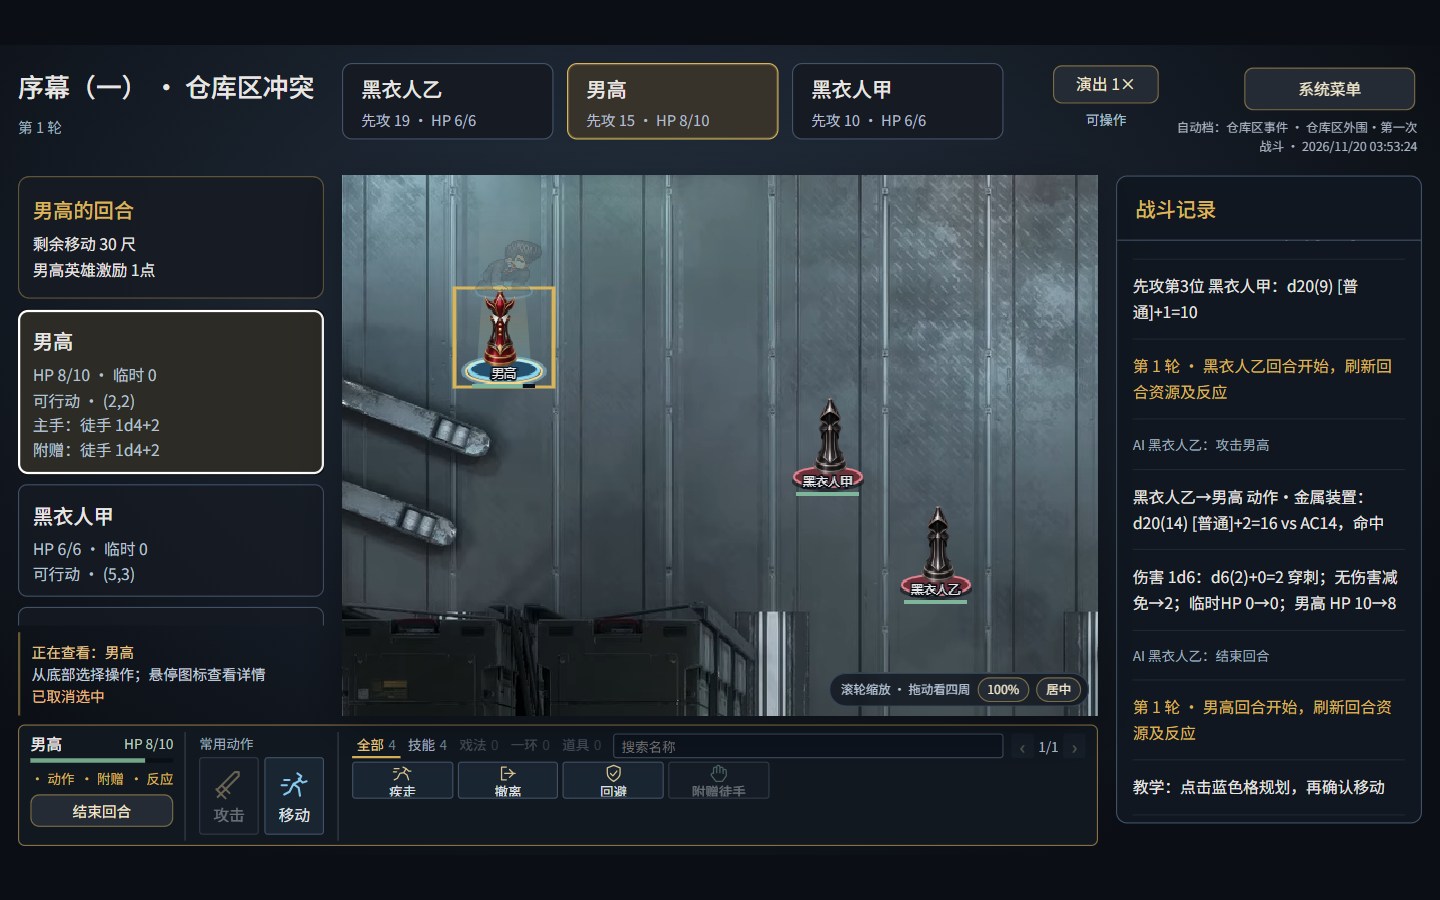 序幕（一）・仓库区冲突
第 1 轮
黑衣人乙
先攻 19 • HP 6/6
男高
先攻 15 • HP 8/10
黑衣人甲
先攻 10 • HP 6/6
演出 1×
可操作
系统菜单
自动档：仓库区事件・仓库区外围・第一次
战斗・2026/11/20 03:53:24
男高的回合
剩余移动 30 尺
男高英雄激励 1点
男高
HP 8/10 • 临时 0
可行动 • (2,2)
主手：徒手 1d4+2
附赠：徒手 1d4+2
黑衣人甲
HP 6/6 • 临时 0
可行动 • (5,3)
正在查看：男高
从底部选择操作；悬停图标查看详情
已取消选中
男高
黑衣人甲
黑衣人乙
滚轮缩放・拖动看四周
100%
居中
战斗记录
先攻第3位 黑衣人甲：d20(9) [普
通]+1=10
第 1 轮 • 黑衣人乙回合开始，刷新回
合资源及反应
AI 黑衣人乙：攻击男高
黑衣人乙→男高 动作・金属装置：
d20(14) [普通]+2=16 vs AC14，命中
伤害 1d6：d6(2)+0=2 穿刺；无伤害减
免→2；临时HP 0→0；男高 HP 10→8
AI 黑衣人乙：结束回合
第 1 轮 • 男高回合开始，刷新回合资
源及反应
教学：点击蓝色格规划，再确认移动
男高 HP 8/10
・动作 ・附赠 ・反应
结束回合
常用动作
攻击
移动
全部 4 技能 4 戏法 0 一环 0 道具 0
搜索名称
‹ 1/1 ›
疾走
撤离
回避
附赠徒手